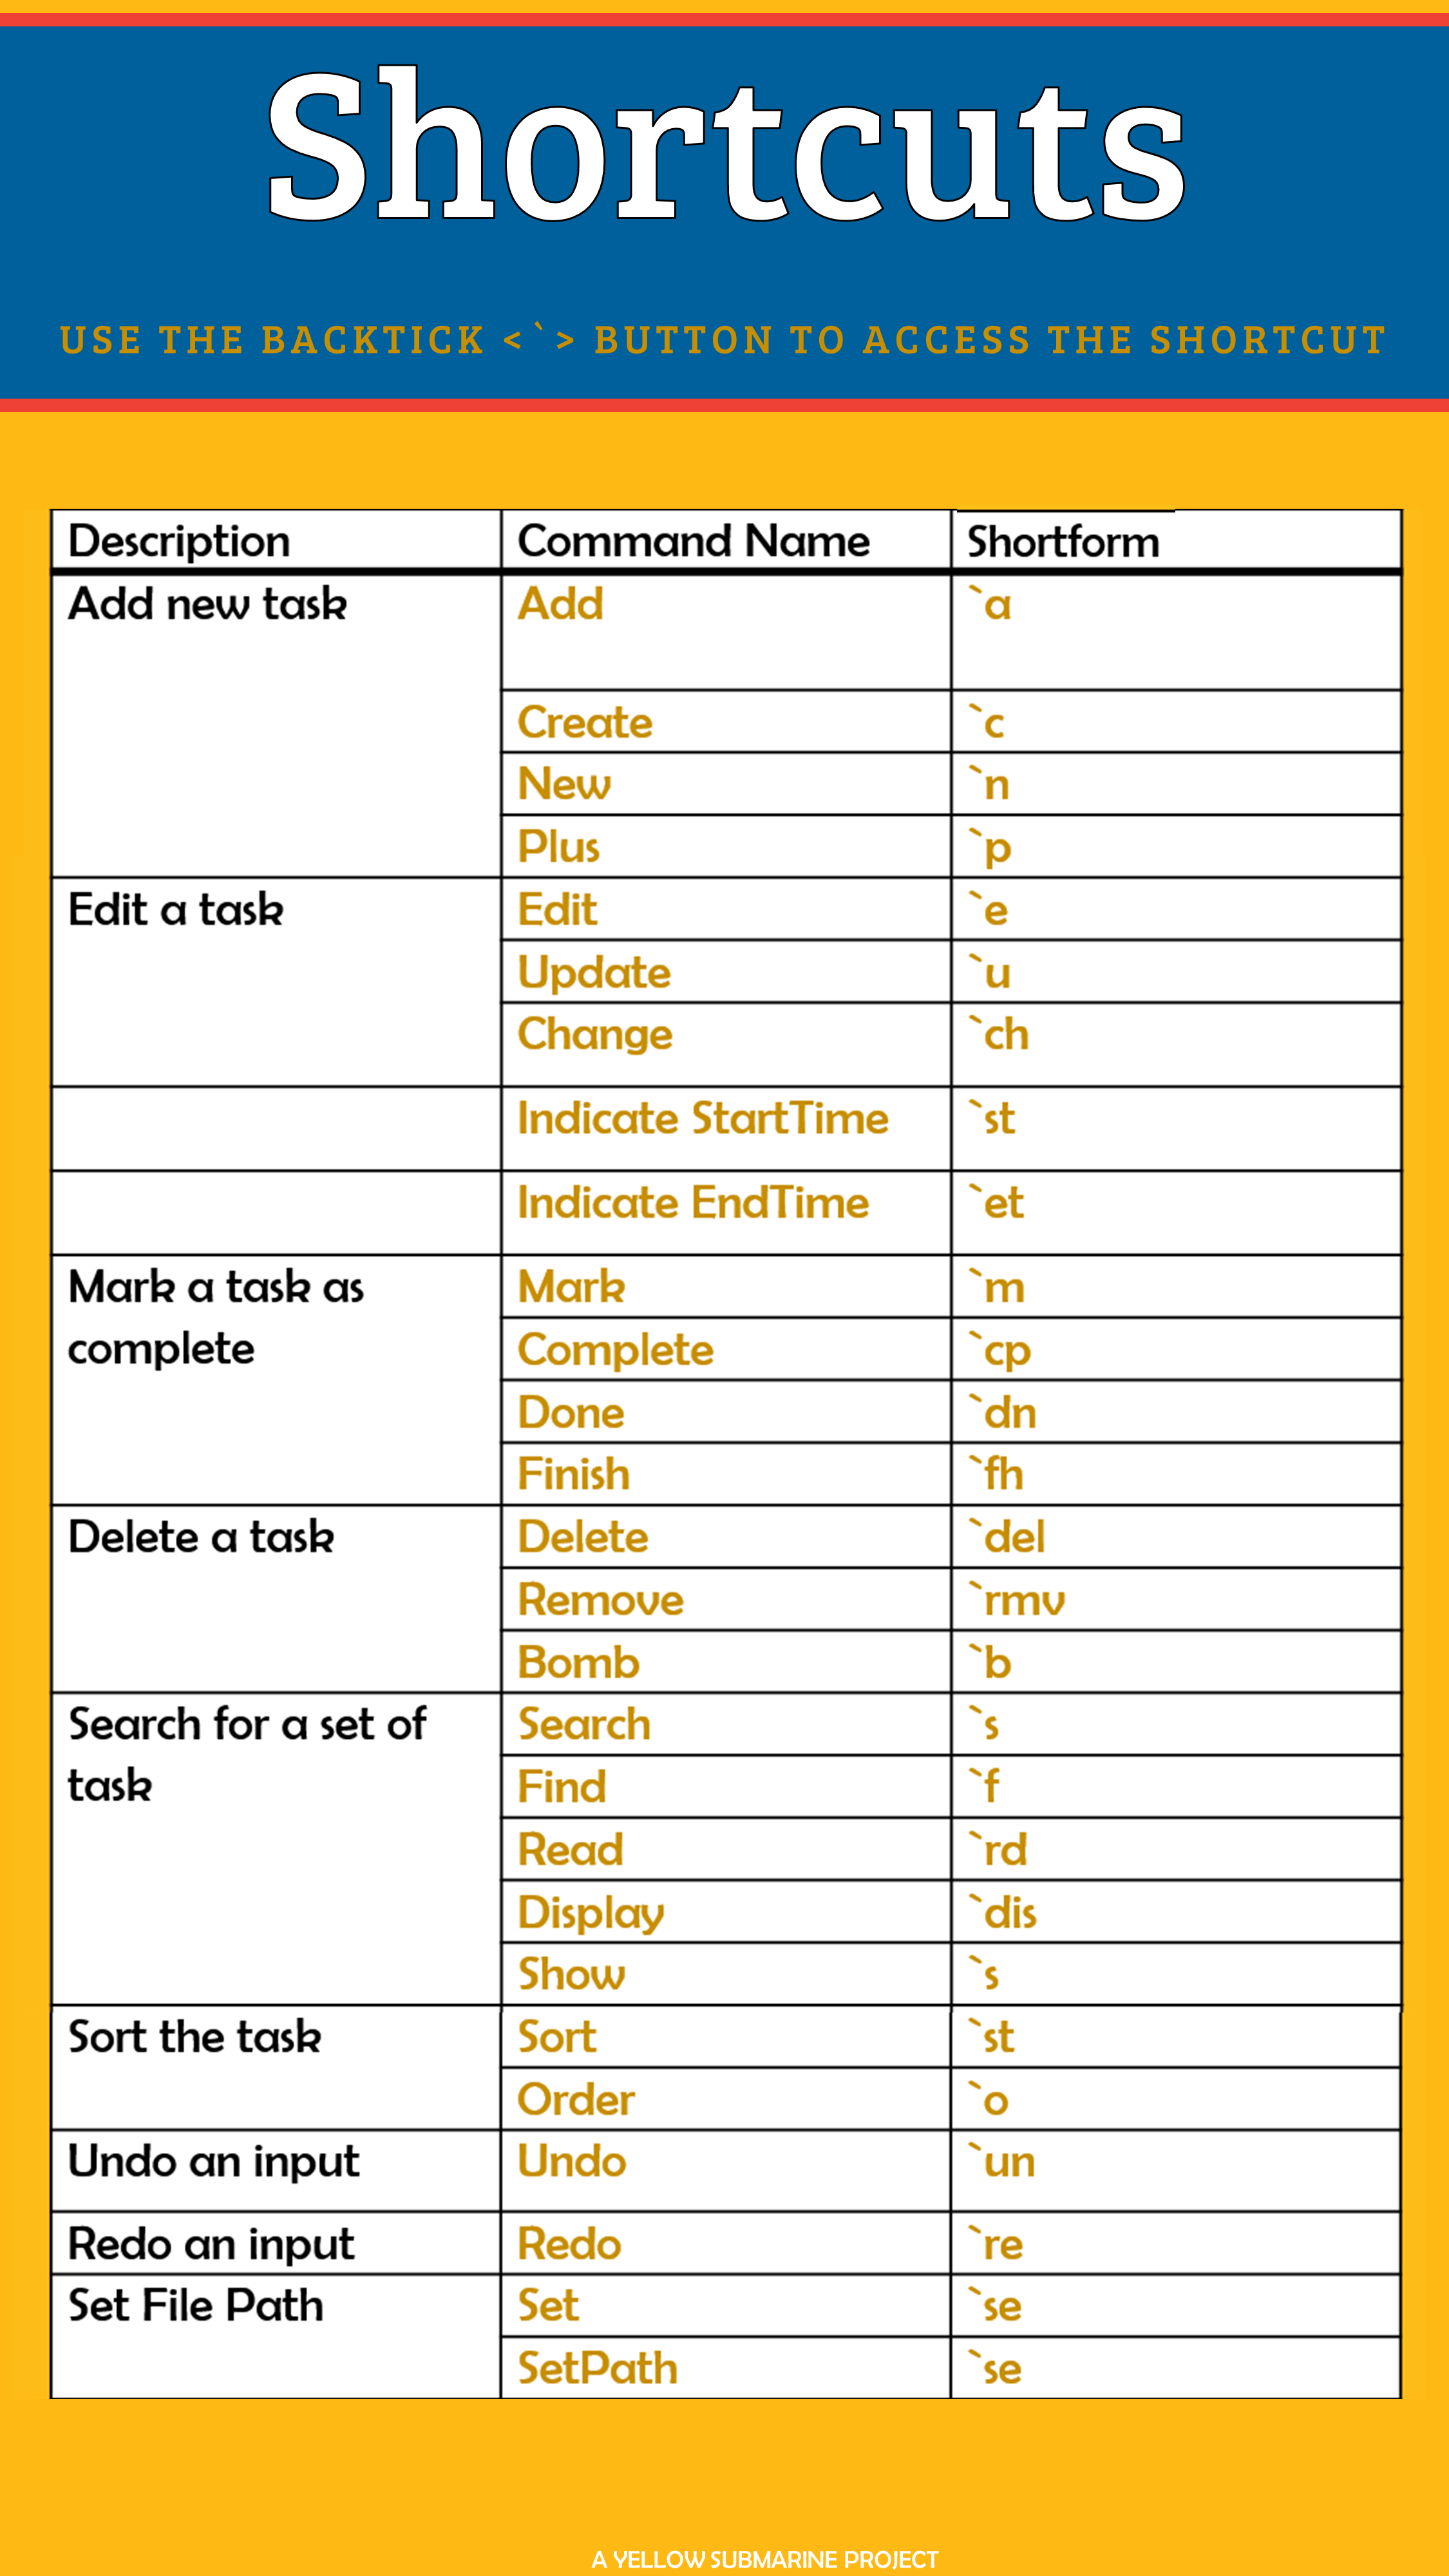 Shortcuts
USE THE BACKTICK <`> BUTTON TO ACCESS THE SHORTCUT
Description Command Name Shortform
Add new task Add `a
Create `c
New `n
Plus `p
Edit a task Edit `e
Update `u
Change `ch
Indicate StartTime `st
Indicate EndTime `et
Mark a task as Mark `m
complete Complete `cp
Done `dn
Finish `fh
Delete a task Delete `del
Remove `rmv
Bomb `b
Search for a set of Search `s
task Find `f
Read `rd
Display `dis
Show `s
Sort the task Sort `st
Order `o
Undo an input Undo `un
Redo an input Redo `re
Set File Path Set `se
SetPath `se
A YELLOW SUBMARINE PROJECT